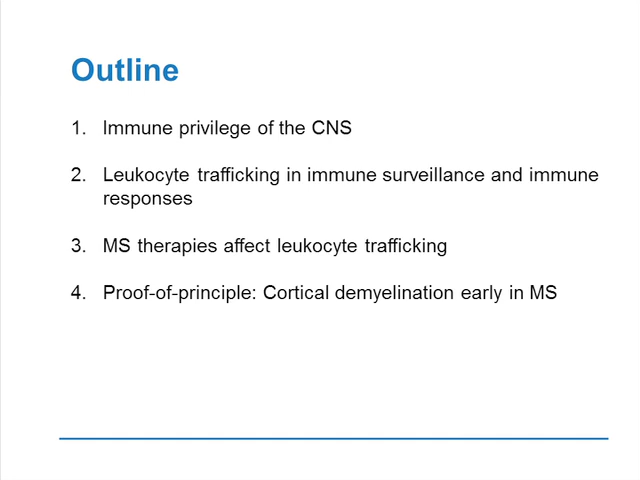 Outline
1. Immune privilege of the CNS
2. Leukocyte trafficking in immune surveillance and immune
responses
3. MS therapies affect leukocyte trafficking
4. Proof-of-principle: Cortical demyelination early in MS